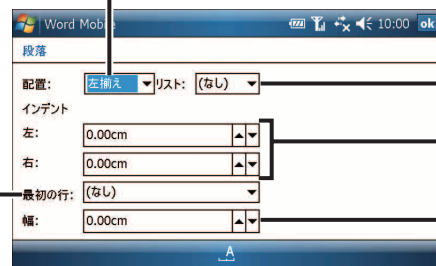 Word Mobile 10:00 ok
段落
配置: 左揃え リスト: (なし)
インデント
左: 0.00cm
右: 0.00cm
最初の行: (なし)
幅: 0.00cm
A